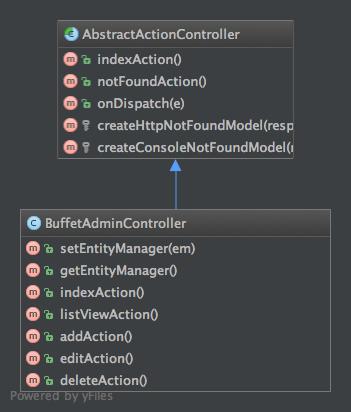 AbstractActionController
indexAction()
notFoundAction()
onDispatch(e)
createHttpNotFoundModel(resp
createConsoleNotFoundModel(
BuffetAdminController
setEntityManager(em)
getEntityManager()
indexAction()
listViewAction()
addAction()
editAction()
deleteAction()
Powered by yFiles